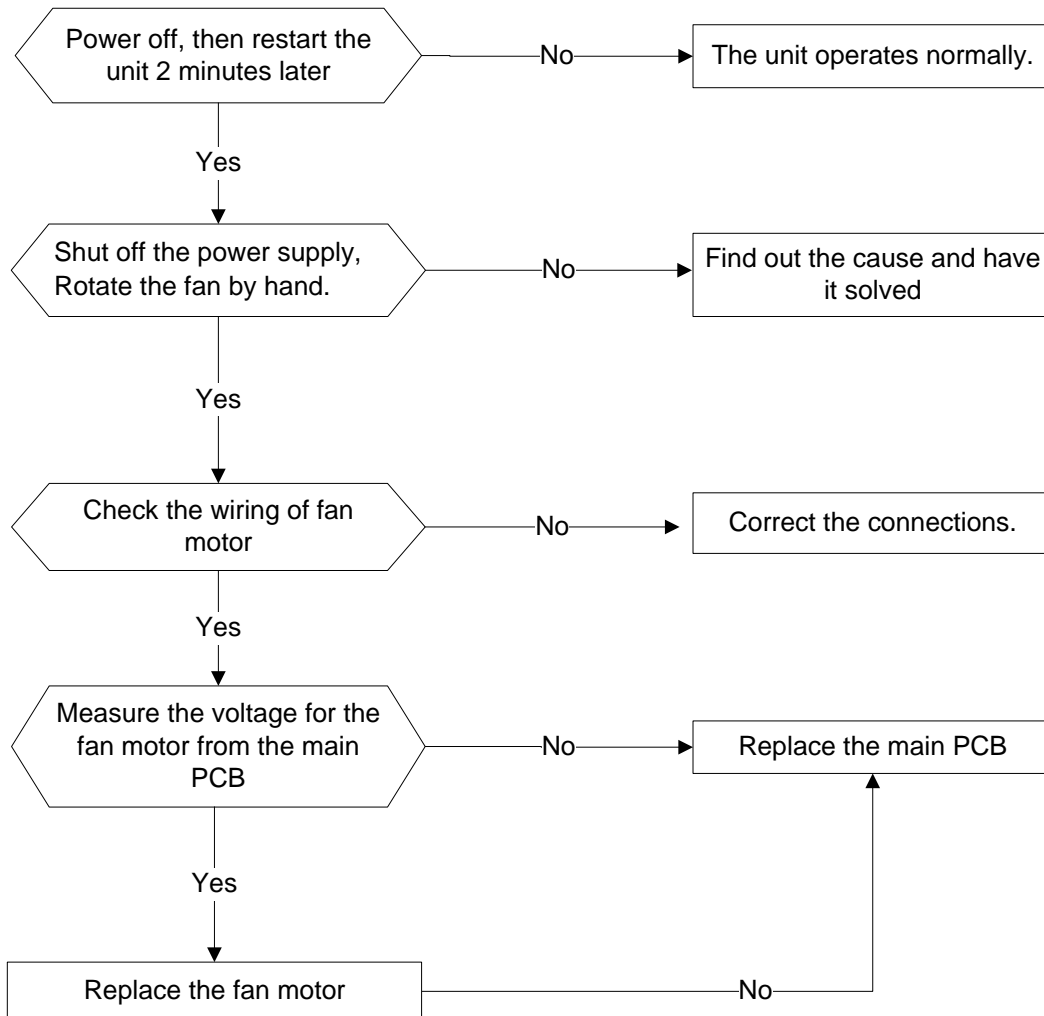 Power off, then restart the
unit 2 minutes later
No
The unit operates normally.
Yes
Shut off the power supply,
Rotate the fan by hand.
No
Find out the cause and have
it solved
Yes
Check the wiring of fan
motor
No
Correct the connections.
Yes
Measure the voltage for the
fan motor from the main
PCB
No
Replace the main PCB
Yes
Replace the fan motor
No